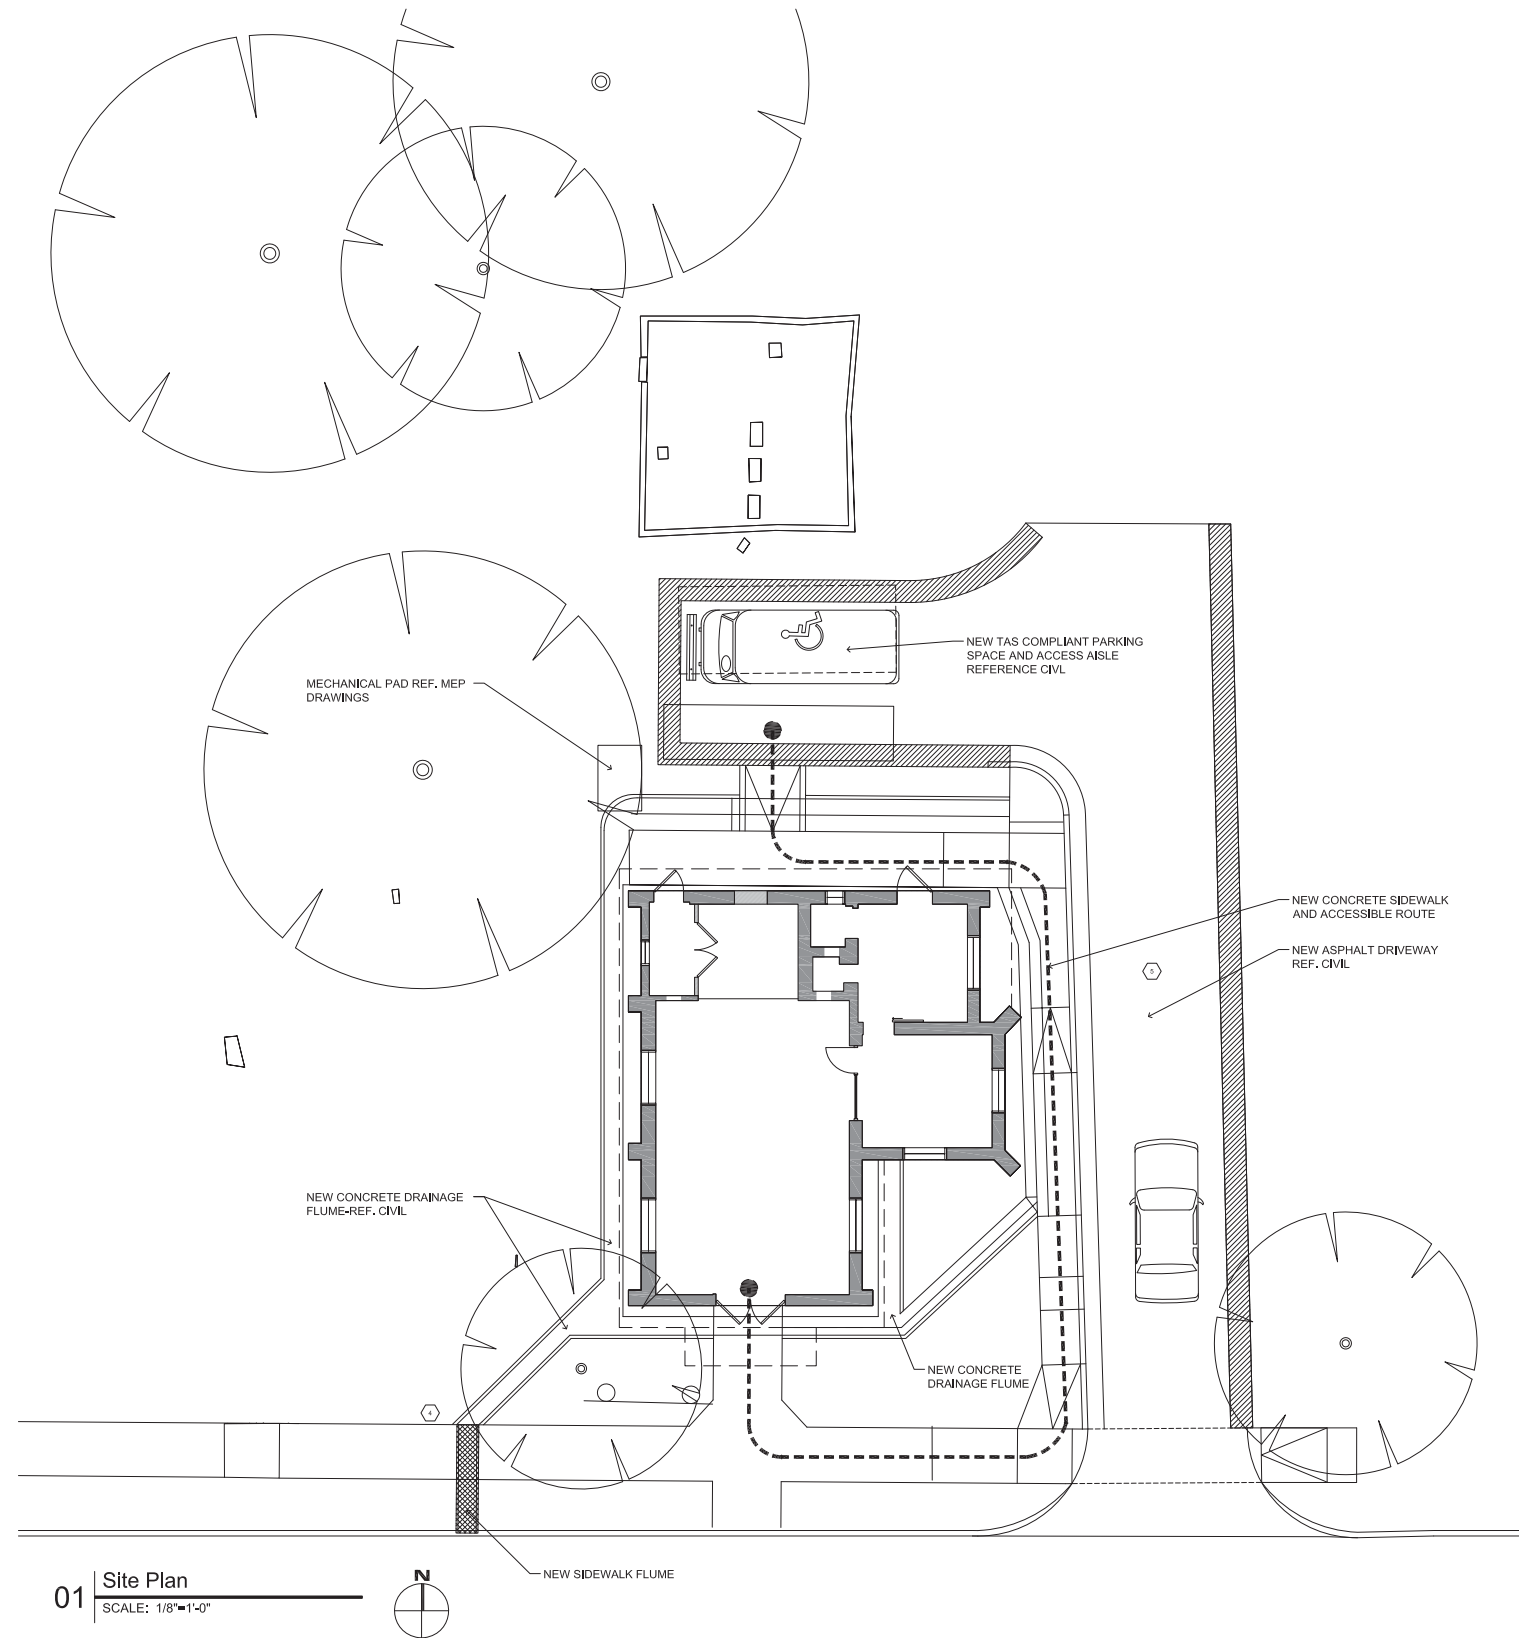 NEW TAS COMPLIANT PARKING
SPACE AND ACCESS AISLE
REFERENCE CIVL
MECHANICAL PAD REF. MEP
DRAWINGS
NEW CONCRETE SIDEWALK
AND ACCESSIBLE ROUTE
NEW ASPHALT DRIVEWAY
REF. CIVIL
5
NEW CONCRETE DRAINAGE
FLUME-REF. CIVIL
NEW CONCRETE
DRAINAGE FLUME
4
NEW SIDEWALK FLUME
01
Site Plan
SCALE: 1/8"=1'-0"
N